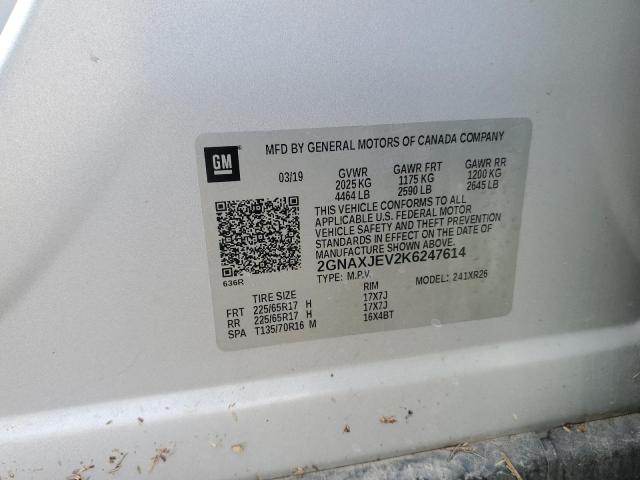 MFD BY GENERAL MOTORS OF CANADA COMPANY
GM
03/19 GVWR GAWR FRT GAWR RR
2025 KG 1175 KG 1200 KG
4464 LB 2590 LB 2645 LB
THIS VEHICLE CONFORMS TO ALL
APPLICABLE U.S. FEDERAL MOTOR
VEHICLE SAFETY AND THEFT PREVENTION
STANDARDS IN EFFECT ON THE DATE OF
MANUFACTURE SHOWN ABOVE.
2GNAXJEV2K6247614
636R TYPE: M.P.V. MODEL: 241XR26
TIRE SIZE RIM
FRT 225/65R17 H 17X7J
RR 225/65R17 H 17X7J
SPA T135/70R16 M 16X4BT